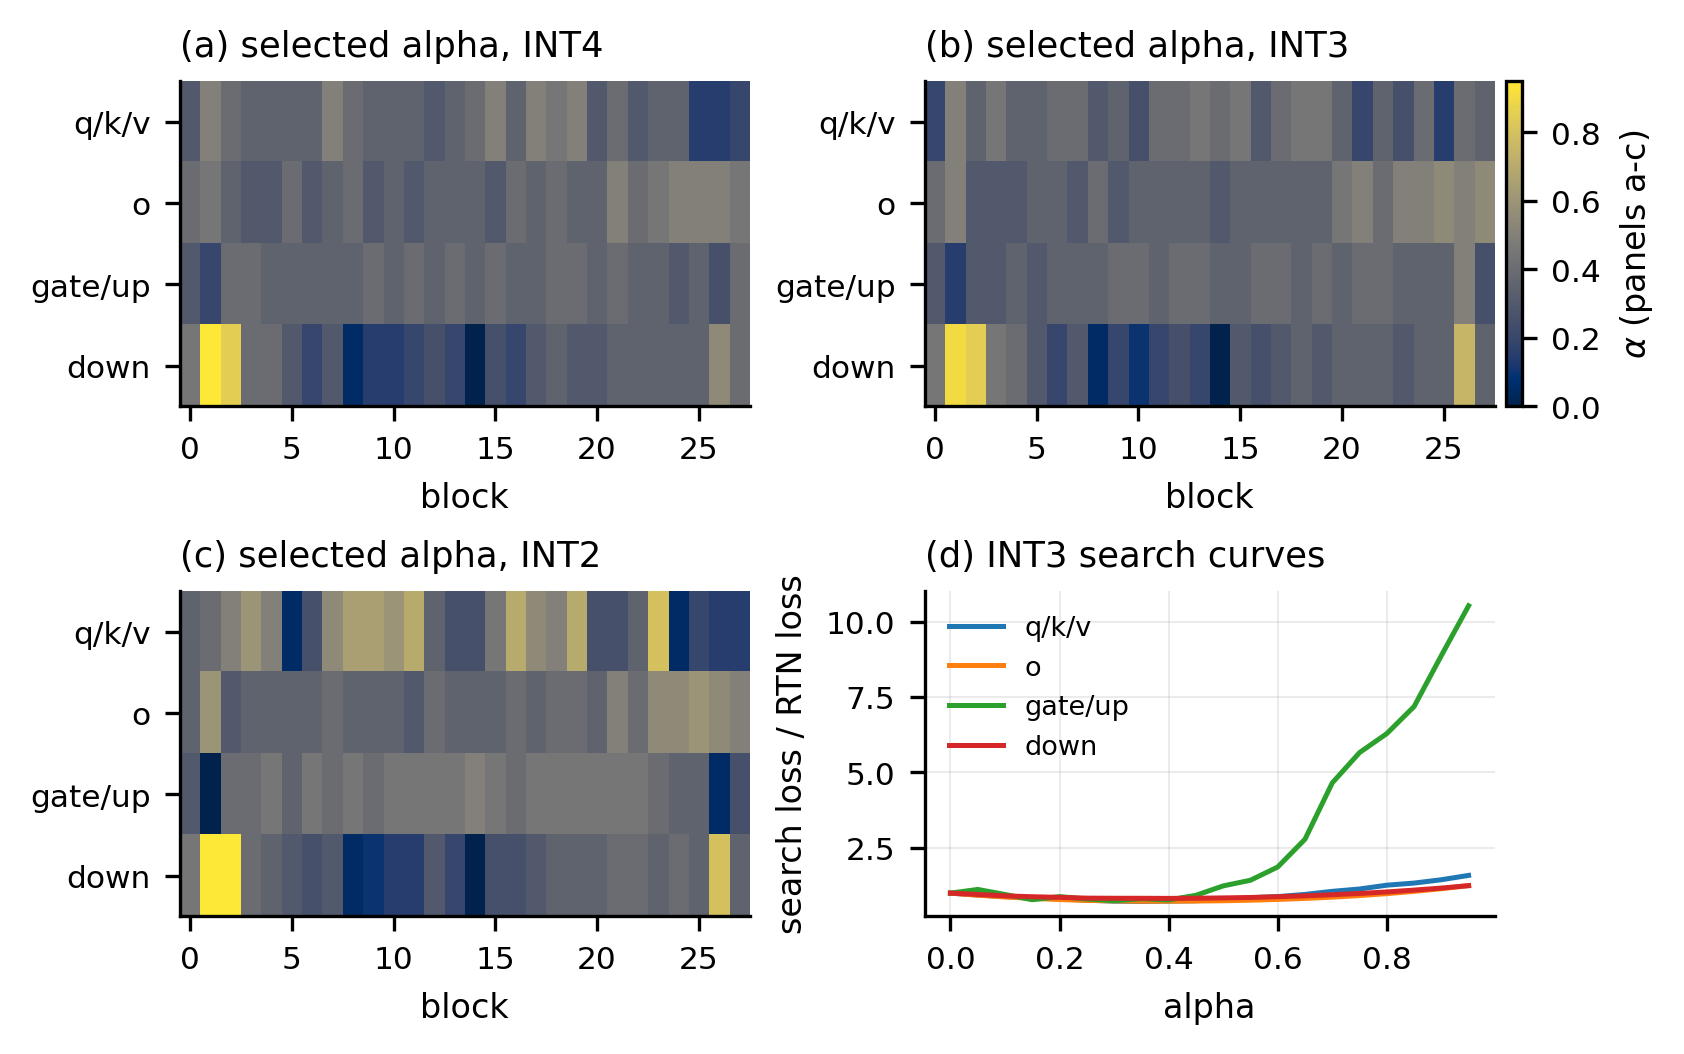 (a) selected alpha, INT4
q/k/v
o
gate/up
down
0 5 10 15 20 25
block
(b) selected alpha, INT3
q/k/v
o
gate/up
down
0 5 10 15 20 25
block
0.8
0.6
0.4
0.2
0.0
α (panels a-c)
(c) selected alpha, INT2
q/k/v
o
gate/up
down
0 5 10 15 20 25
block
(d) INT3 search curves
search loss / RTN loss
10.0
7.5
5.0
2.5
q/k/v
o
gate/up
down
0.0 0.2 0.4 0.6 0.8
alpha